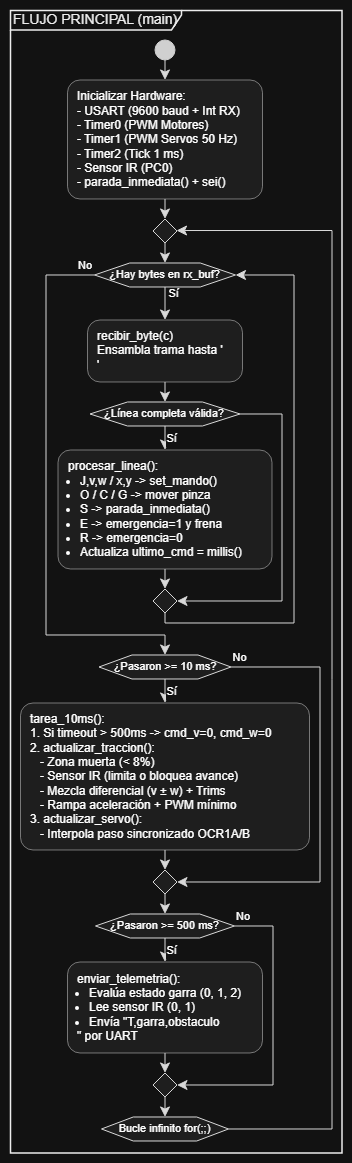 FLUJO PRINCIPAL (main)
Inicializar Hardware:
- USART (9600 baud + Int RX)
- Timer0 (PWM Motores)
- Timer1 (PWM Servos 50 Hz)
- Timer2 (Tick 1 ms)
- Sensor IR (PC0)
- parada_inmediata() + sei()
¿Hay bytes en rx_buf?
No
Sí
recibir_byte(c)
Ensambla trama hasta '
'
¿Línea completa válida?
Sí
procesar_linea():
• J,v,w / x,y -> set_mando()
• O / C / G -> mover pinza
• S -> parada_inmediata()
• E -> emergencia=1 y frena
• R -> emergencia=0
• Actualiza ultimo_cmd = millis()
¿Pasaron >= 10 ms?
No
Sí
tarea_10ms():
1. Si timeout > 500ms -> cmd_v=0, cmd_w=0
2. actualizar_traccion():
- Zona muerta (< 8%)
- Sensor IR (limita o bloquea avance)
- Mezcla diferencial (v ± w) + Trims
- Rampa aceleración + PWM mínimo
3. actualizar_servo():
- Interpola paso sincronizado OCR1A/B
¿Pasaron >= 500 ms?
No
Sí
enviar_telemetria():
• Evalúa estado garra (0, 1, 2)
• Lee sensor IR (0, 1)
• Envía "T,garra,obstaculo
" por UART
Bucle infinito for(;;)